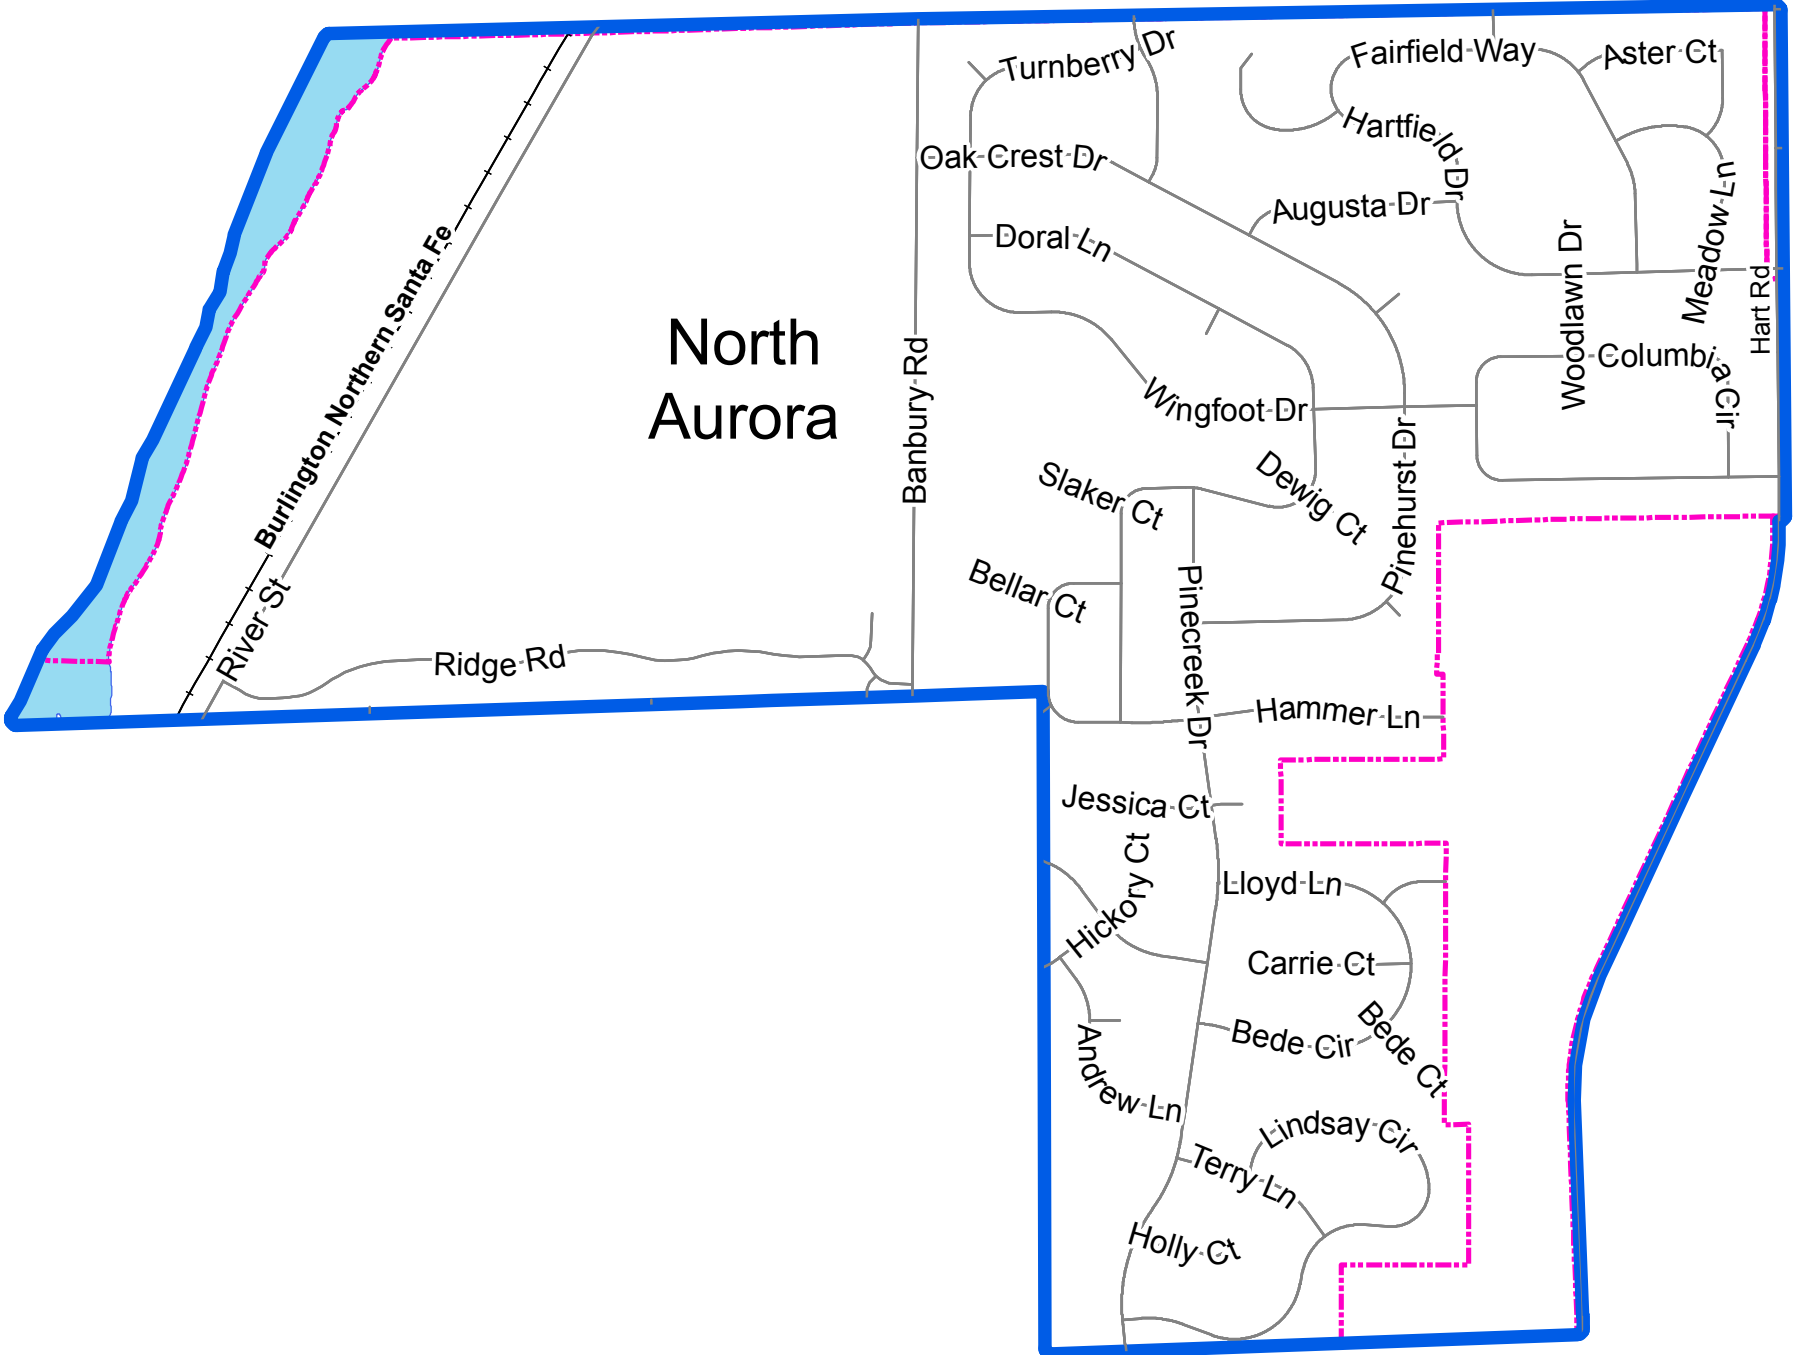 Turnberry Dr
Fairfield Way
Aster Ct
Hartfield Dr
Oak Crest Dr
Augusta Dr
Meadow Ln
Doral Ln
Woodlawn Dr
Hart Rd
Burlington Northern Santa Fe
North
Aurora
Banbury Rd
Columbia Cir
Wingfoot Dr
Pinehurst Dr
Dewig Ct
Slaker Ct
Bellar Ct
Pinecreek Dr
River St
Ridge Rd
Hammer Ln
Jessica Ct
Hickory Ct
Lloyd Ln
Carrie Ct
Bede Cir
Bede Ct
Andrew Ln
Lindsay Cir
Terry Ln
Holly Ct